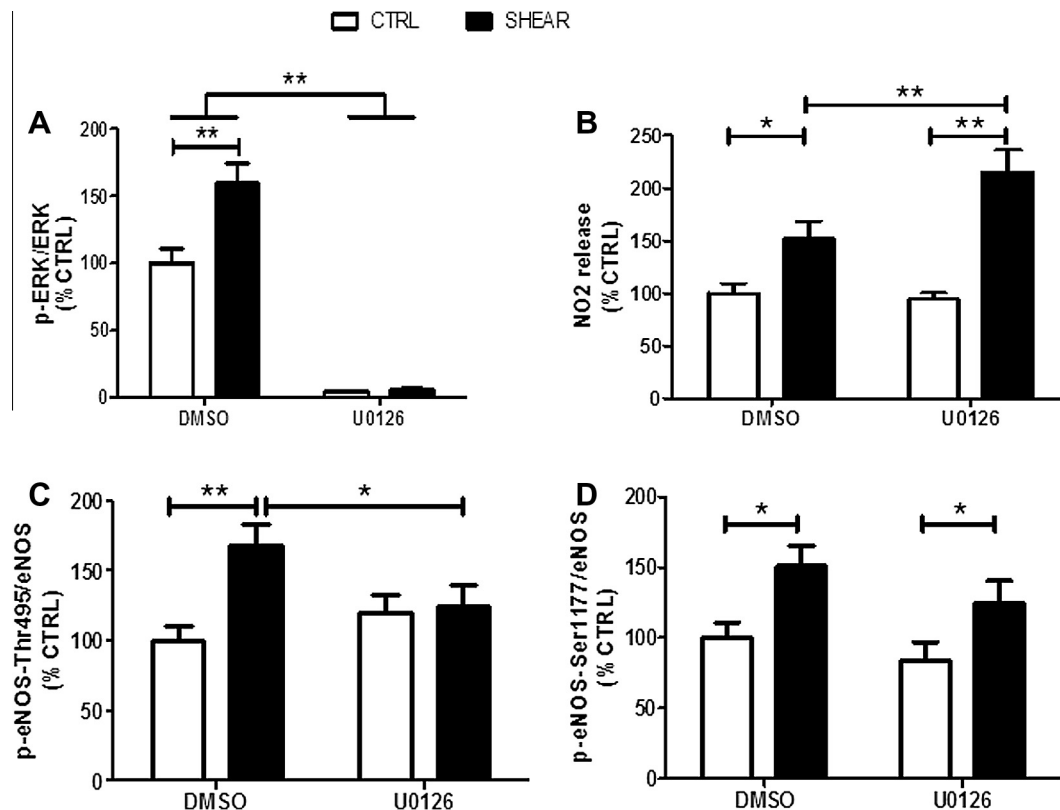 CTRL SHEAR
A
**
**
p-ERK/ERK
(% CTRL)
200
150
100
50
0
DMSO U0126
B
**
* **
NO2 release
(% CTRL)
250
200
150
100
50
0
DMSO U0126
C
** *
p-eNOS-Thr495/eNOS
(% CTRL)
200
150
100
50
0
DMSO U0126
D
* *
p-eNOS-Ser1177/eNOS
(% CTRL)
200
150
100
50
0
DMSO U0126